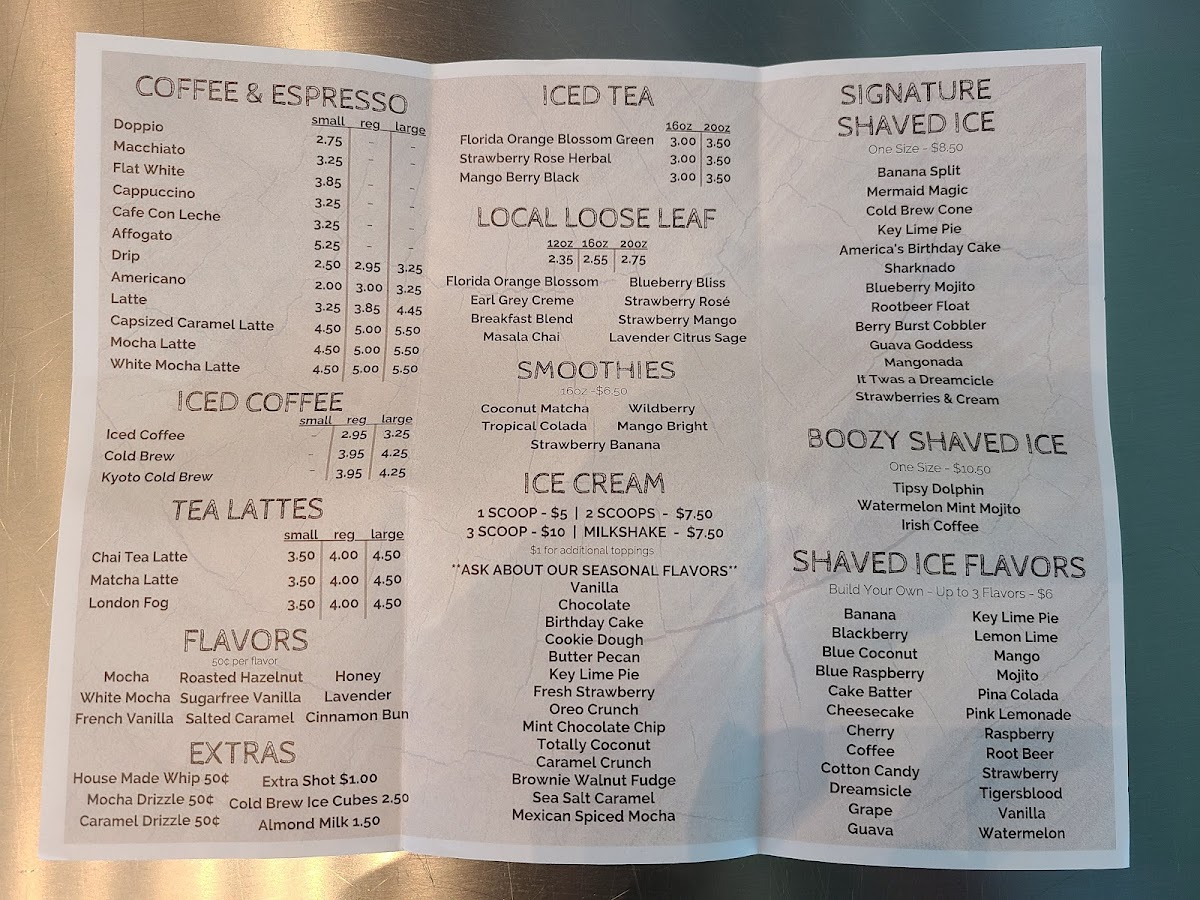 COFFEE & ESPRESSO
small reg large
Doppio 2.75 - -
Macchiato 3.25 - -
Flat White 3.85 - -
Cappuccino 3.25 - -
Cafe Con Leche 3.25 - -
Affogato 5.25 - -
Drip 2.50 2.95 3.25
Americano 2.00 3.00 3.25
Latte 3.25 3.85 4.45
Capsized Caramel Latte 4.50 5.00 5.50
Mocha Latte 4.50 5.00 5.50
White Mocha Latte 4.50 5.00 5.50
ICED COFFEE
small reg large
Iced Coffee - 2.95 3.25
Cold Brew - 3.95 4.25
Kyoto Cold Brew - 3.95 4.25
TEA LATTES
small reg large
Chai Tea Latte 3.50 4.00 4.50
Matcha Latte 3.50 4.00 4.50
London Fog 3.50 4.00 4.50
FLAVORS
50¢ per flavor
Mocha Roasted Hazelnut Honey
White Mocha Sugarfree Vanilla Lavender
French Vanilla Salted Caramel Cinnamon Bun
EXTRAS
House Made Whip 50¢ Extra Shot $1.00
Mocha Drizzle 50¢ Cold Brew Ice Cubes 2.50
Caramel Drizzle 50¢ Almond Milk 1.50
ICED TEA
16oz 20oz
Florida Orange Blossom Green 3.00 3.50
Strawberry Rose Herbal 3.00 3.50
Mango Berry Black 3.00 3.50
LOCAL LOOSE LEAF
12oz 16oz 20oz
2.35 2.55 2.75
Florida Orange Blossom Blueberry Bliss
Earl Grey Creme Strawberry Rosé
Breakfast Blend Strawberry Mango
Masala Chai Lavender Citrus Sage
SMOOTHIES
16oz -$6.50
Coconut Matcha Wildberry
Tropical Colada Mango Bright
Strawberry Banana
ICE CREAM
1 SCOOP - $5 | 2 SCOOPS - $7.50
3 SCOOP - $10 | MILKSHAKE - $7.50
$1 for additional toppings
**ASK ABOUT OUR SEASONAL FLAVORS**
Vanilla
Chocolate
Birthday Cake
Cookie Dough
Butter Pecan
Key Lime Pie
Fresh Strawberry
Oreo Crunch
Mint Chocolate Chip
Totally Coconut
Caramel Crunch
Brownie Walnut Fudge
Sea Salt Caramel
Mexican Spiced Mocha
SIGNATURE
SHAVED ICE
One Size - $8.50
Banana Split
Mermaid Magic
Cold Brew Cone
Key Lime Pie
America's Birthday Cake
Sharknado
Blueberry Mojito
Rootbeer Float
Berry Burst Cobbler
Guava Goddess
Mangonada
It Twas a Dreamcicle
Strawberries & Cream
BOOZY SHAVED ICE
One Size - $10.50
Tipsy Dolphin
Watermelon Mint Mojito
Irish Coffee
SHAVED ICE FLAVORS
Build Your Own - Up to 3 Flavors - $6
Banana Key Lime Pie
Blackberry Lemon Lime
Blue Coconut Mango
Blue Raspberry Mojito
Cake Batter Pina Colada
Cheesecake Pink Lemonade
Cherry Raspberry
Coffee Root Beer
Cotton Candy Strawberry
Dreamsicle Tigersblood
Grape Vanilla
Guava Watermelon